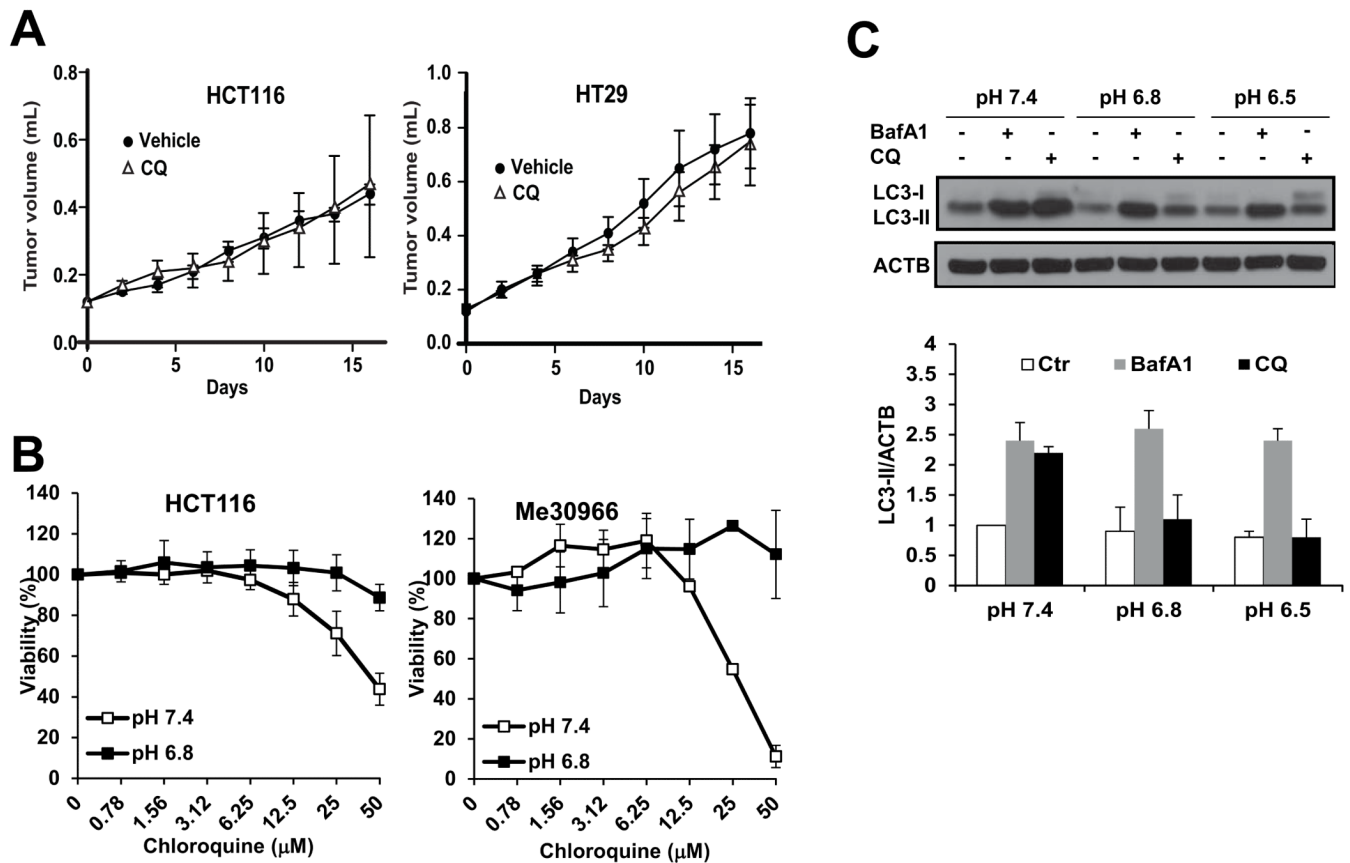 A
HCT116
Vehicle
CQ
Tumor volume (mL)
0.8
0.6
0.4
0.2
0.0
0 5 10 15
Days
HT29
Vehicle
CQ
Tumor volume (mL)
1.0
0.8
0.6
0.4
0.2
0.0
0 5 10 15
Days
B
HCT116
Viability (%)
140
120
100
80
60
40
20
0
pH 7.4
pH 6.8
0 0.78 1.56 3.12 6.25 12.5 25 50
Chloroquine (μM)
Me30966
Viability (%)
140
120
100
80
60
40
20
0
pH 7.4
pH 6.8
0 0.78 1.56 3.12 6.25 12.5 25 50
Chloroquine (μM)
C
pH 7.4 pH 6.8 pH 6.5
BafA1 - + - - + - - + -
CQ - - + - - + - - +
LC3-I
LC3-II
ACTB
LC3-II/ACTB
4
3.5
3
2.5
2
1.5
1
0.5
0
Ctr BafA1 CQ
pH 7.4 pH 6.8 pH 6.5